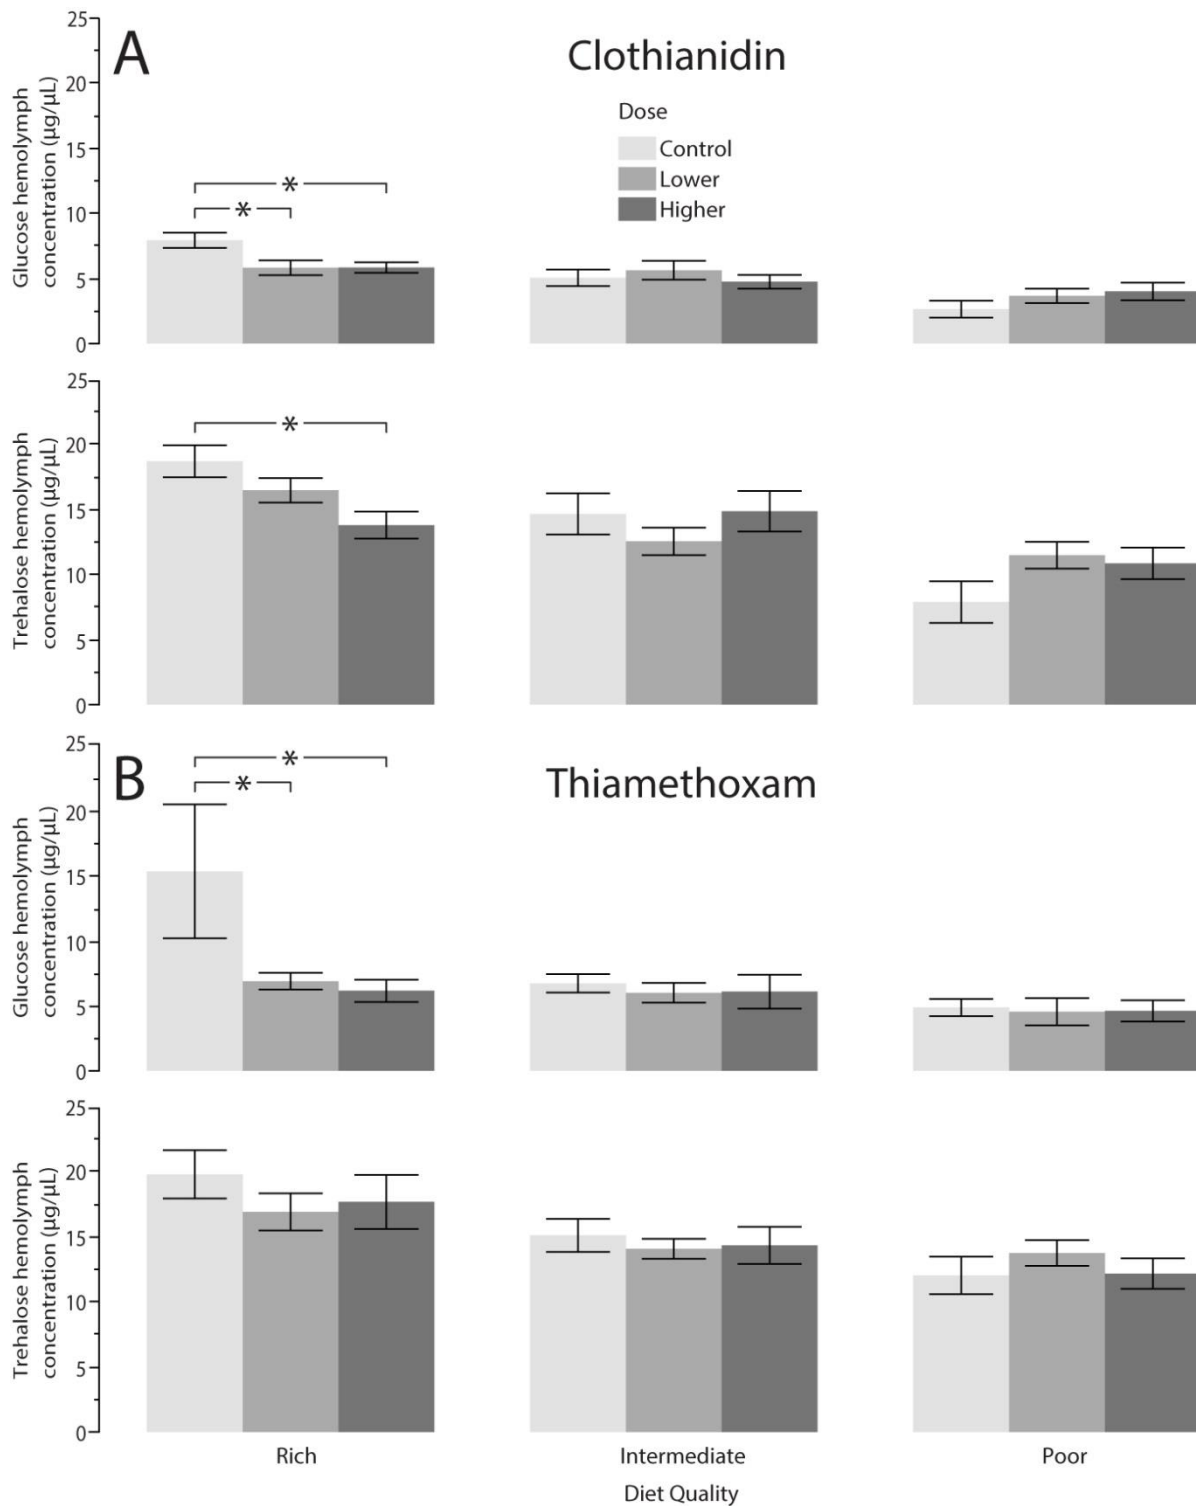 A
Clothianidin
Dose
Control
Lower
Higher
Glucose hemolymph
concentration (µg/µL)
25
20
15
10
5
0
*
*
Trehalose hemolymph
concentration (µg/µL)
25
20
15
10
5
0
*
B
Thiamethoxam
Glucose hemolymph
concentration (µg/µL)
25
20
15
10
5
0
*
*
Trehalose hemolymph
concentration (µg/µL)
25
20
15
10
5
0
Rich
Intermediate
Poor
Diet Quality